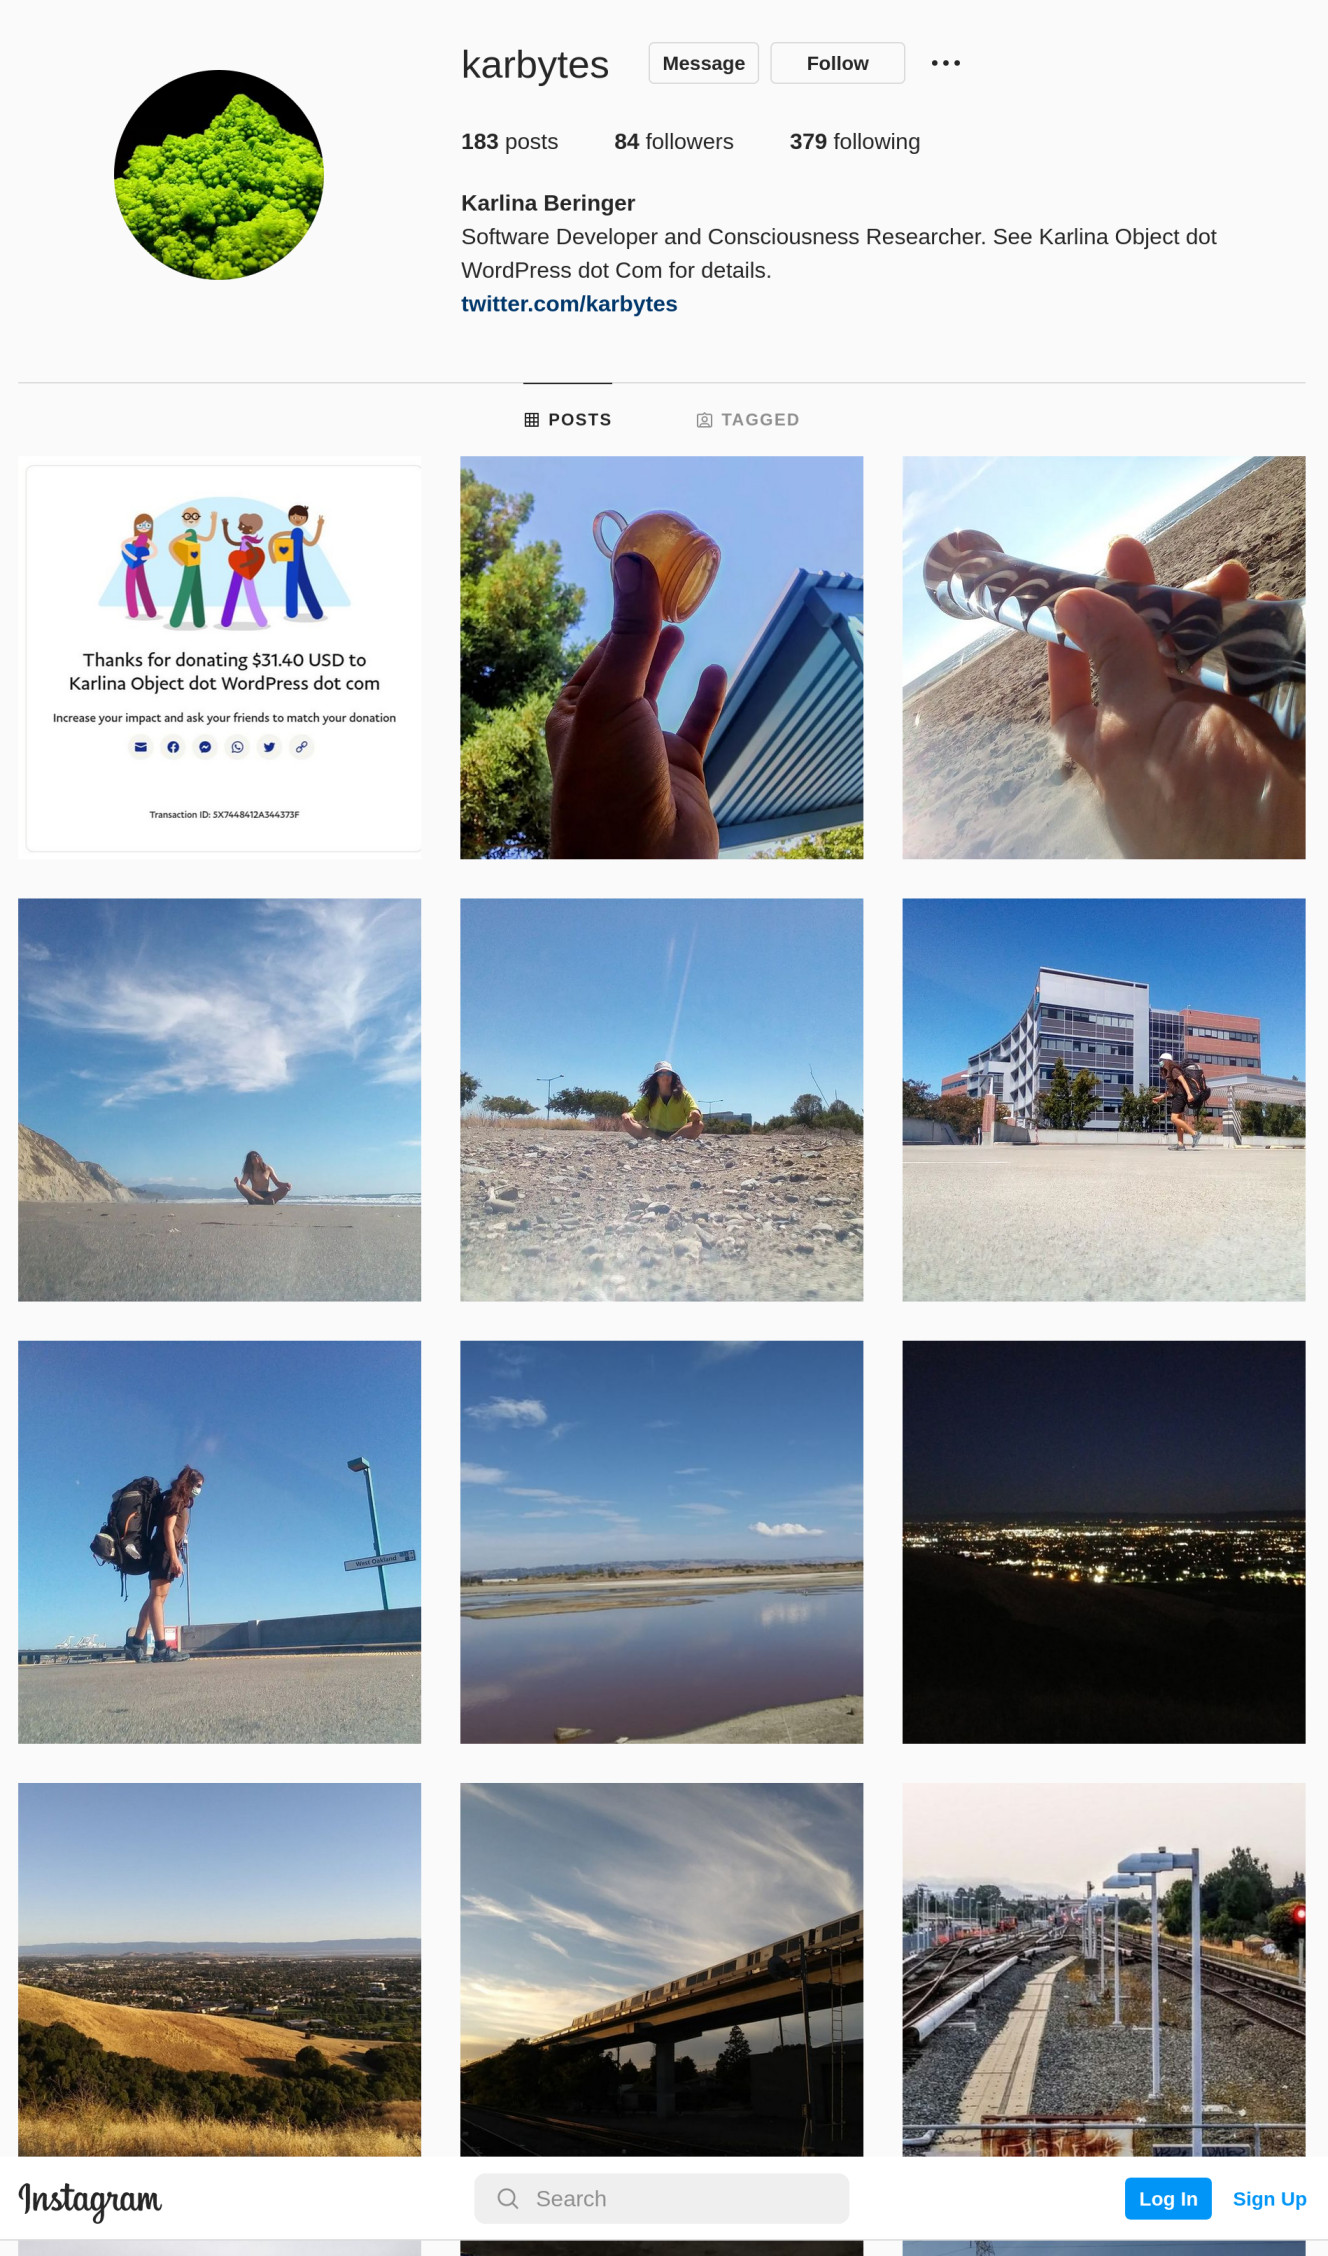 karbytes Message Follow
183 posts 84 followers 379 following
Karlina Beringer
Software Developer and Consciousness Researcher. See Karlina Object dot
WordPress dot Com for details.
twitter.com/karbytes
POSTS TAGGED
Thanks for donating $31.40 USD to
Karlina Object dot WordPress dot com
Increase your impact and ask your friends to match your donation
Transaction ID: 5X7448412A344373F
West Oakland
Instagram Search Log In Sign Up